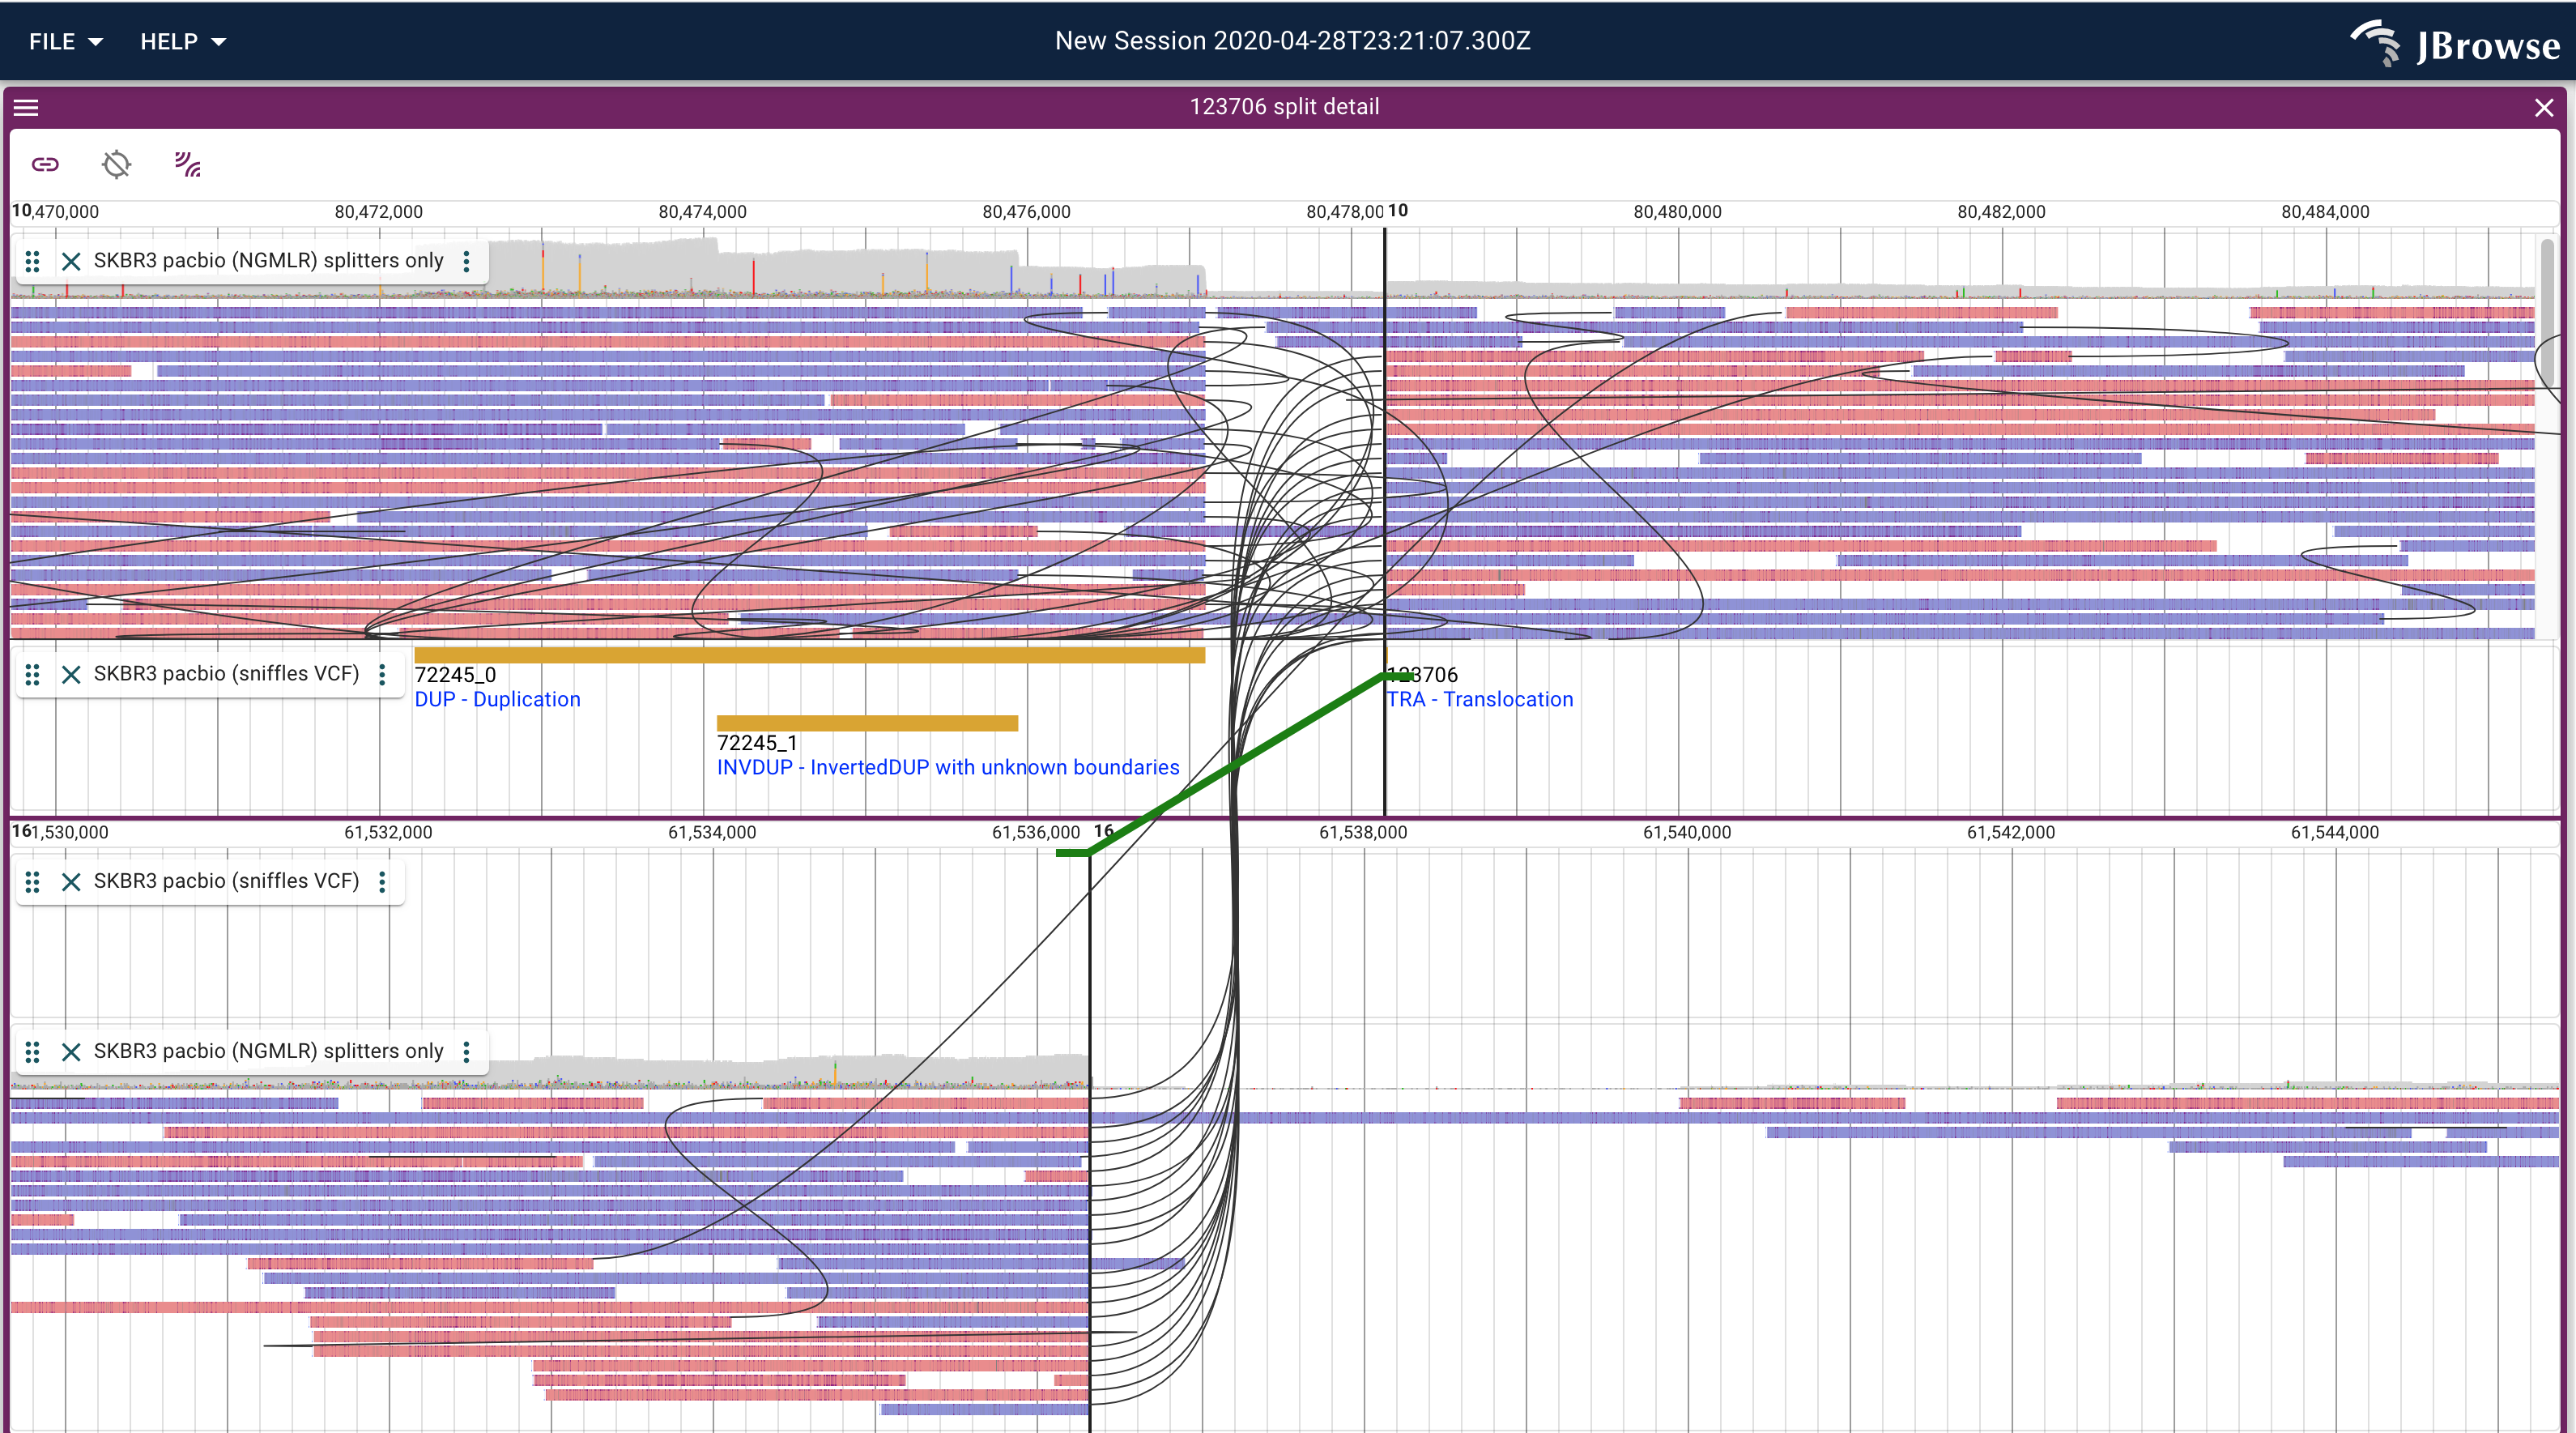 FILE HELP New Session 2020-04-28T23:21:07.300Z JBrowse
123706 split detail
10,470,000 80,472,000 80,474,000 80,476,000 80,478,00 10 80,480,000 80,482,000 80,484,000
SKBR3 pacbio (NGMLR) splitters only
SKBR3 pacbio (sniffles VCF)
72245_0 123706
DUP - Duplication TRA - Translocation
72245_1
INVDUP - InvertedDUP with unknown boundaries
161,530,000 61,532,000 61,534,000 61,536,000 16 61,538,000 61,540,000 61,542,000 61,544,000
SKBR3 pacbio (sniffles VCF)
SKBR3 pacbio (NGMLR) splitters only